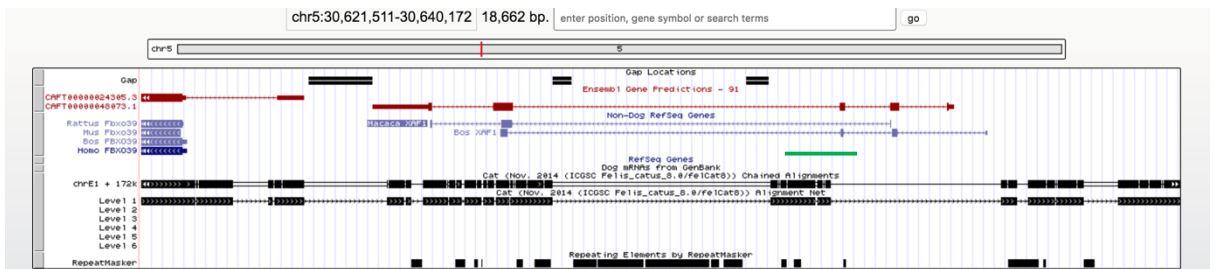 chr5:30,621,511-30,640,172 18,662 bp. enter position, gene symbol or search terms go
chr5 5
Gap Locations
Gap
Ensembl Gene Predictions - 91
CAFT00000024305.3
CAFT00000048073.1
Non-Dog RefSeq Genes
Rattus Fbxo39 Macaca XAF1
Mus Fbxo39 Bos XAF1
Bos FBXO39
Homo FBXO39
RefSeq Genes
Dog mRNAs from GenBank
Cat (Nov. 2014 (ICGSC Felis_catus_8.0/felCat8)) Chained Alignments
chrE1 + 172k
Cat (Nov. 2014 (ICGSC Felis_catus_8.0/felCat8)) Alignment Net
Level 1
Level 2
Level 3
Level 4
Level 5
Level 6
Repeating Elements by RepeatMasker
RepeatMasker